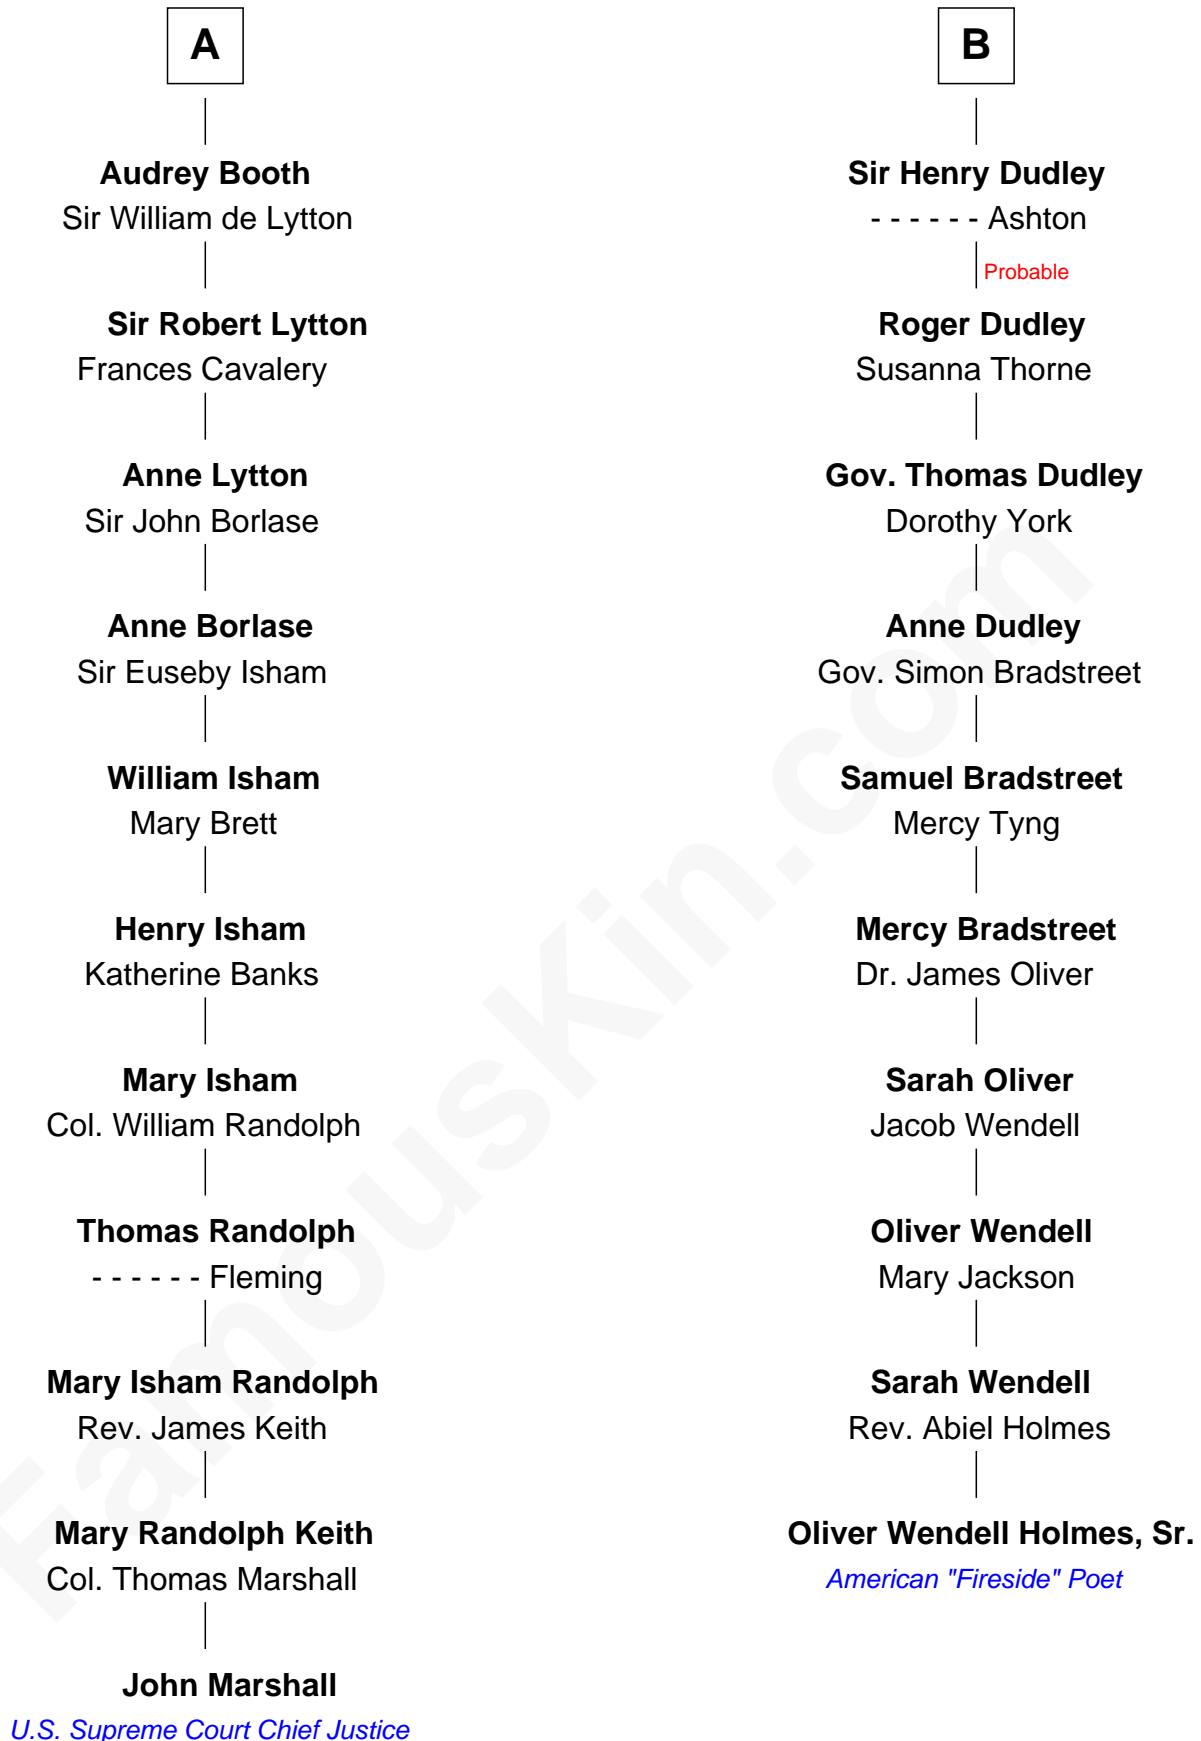 A
Audrey Booth
Sir William de Lytton
Sir Robert Lytton
Frances Cavalery
Anne Lytton
Sir John Borlase
Anne Borlase
Sir Euseby Isham
William Isham
Mary Brett
Henry Isham
Katherine Banks
Mary Isham
Col. William Randolph
Thomas Randolph
- - - - - - Fleming
Mary Isham Randolph
Rev. James Keith
Mary Randolph Keith
Col. Thomas Marshall
John Marshall
U.S. Supreme Court Chief Justice
B
Sir Henry Dudley
- - - - - - Ashton
Probable
Roger Dudley
Susanna Thorne
Gov. Thomas Dudley
Dorothy York
Anne Dudley
Gov. Simon Bradstreet
Samuel Bradstreet
Mercy Tyng
Mercy Bradstreet
Dr. James Oliver
Sarah Oliver
Jacob Wendell
Oliver Wendell
Mary Jackson
Sarah Wendell
Rev. Abiel Holmes
Oliver Wendell Holmes, Sr.
American "Fireside" Poet
FamousKin.com